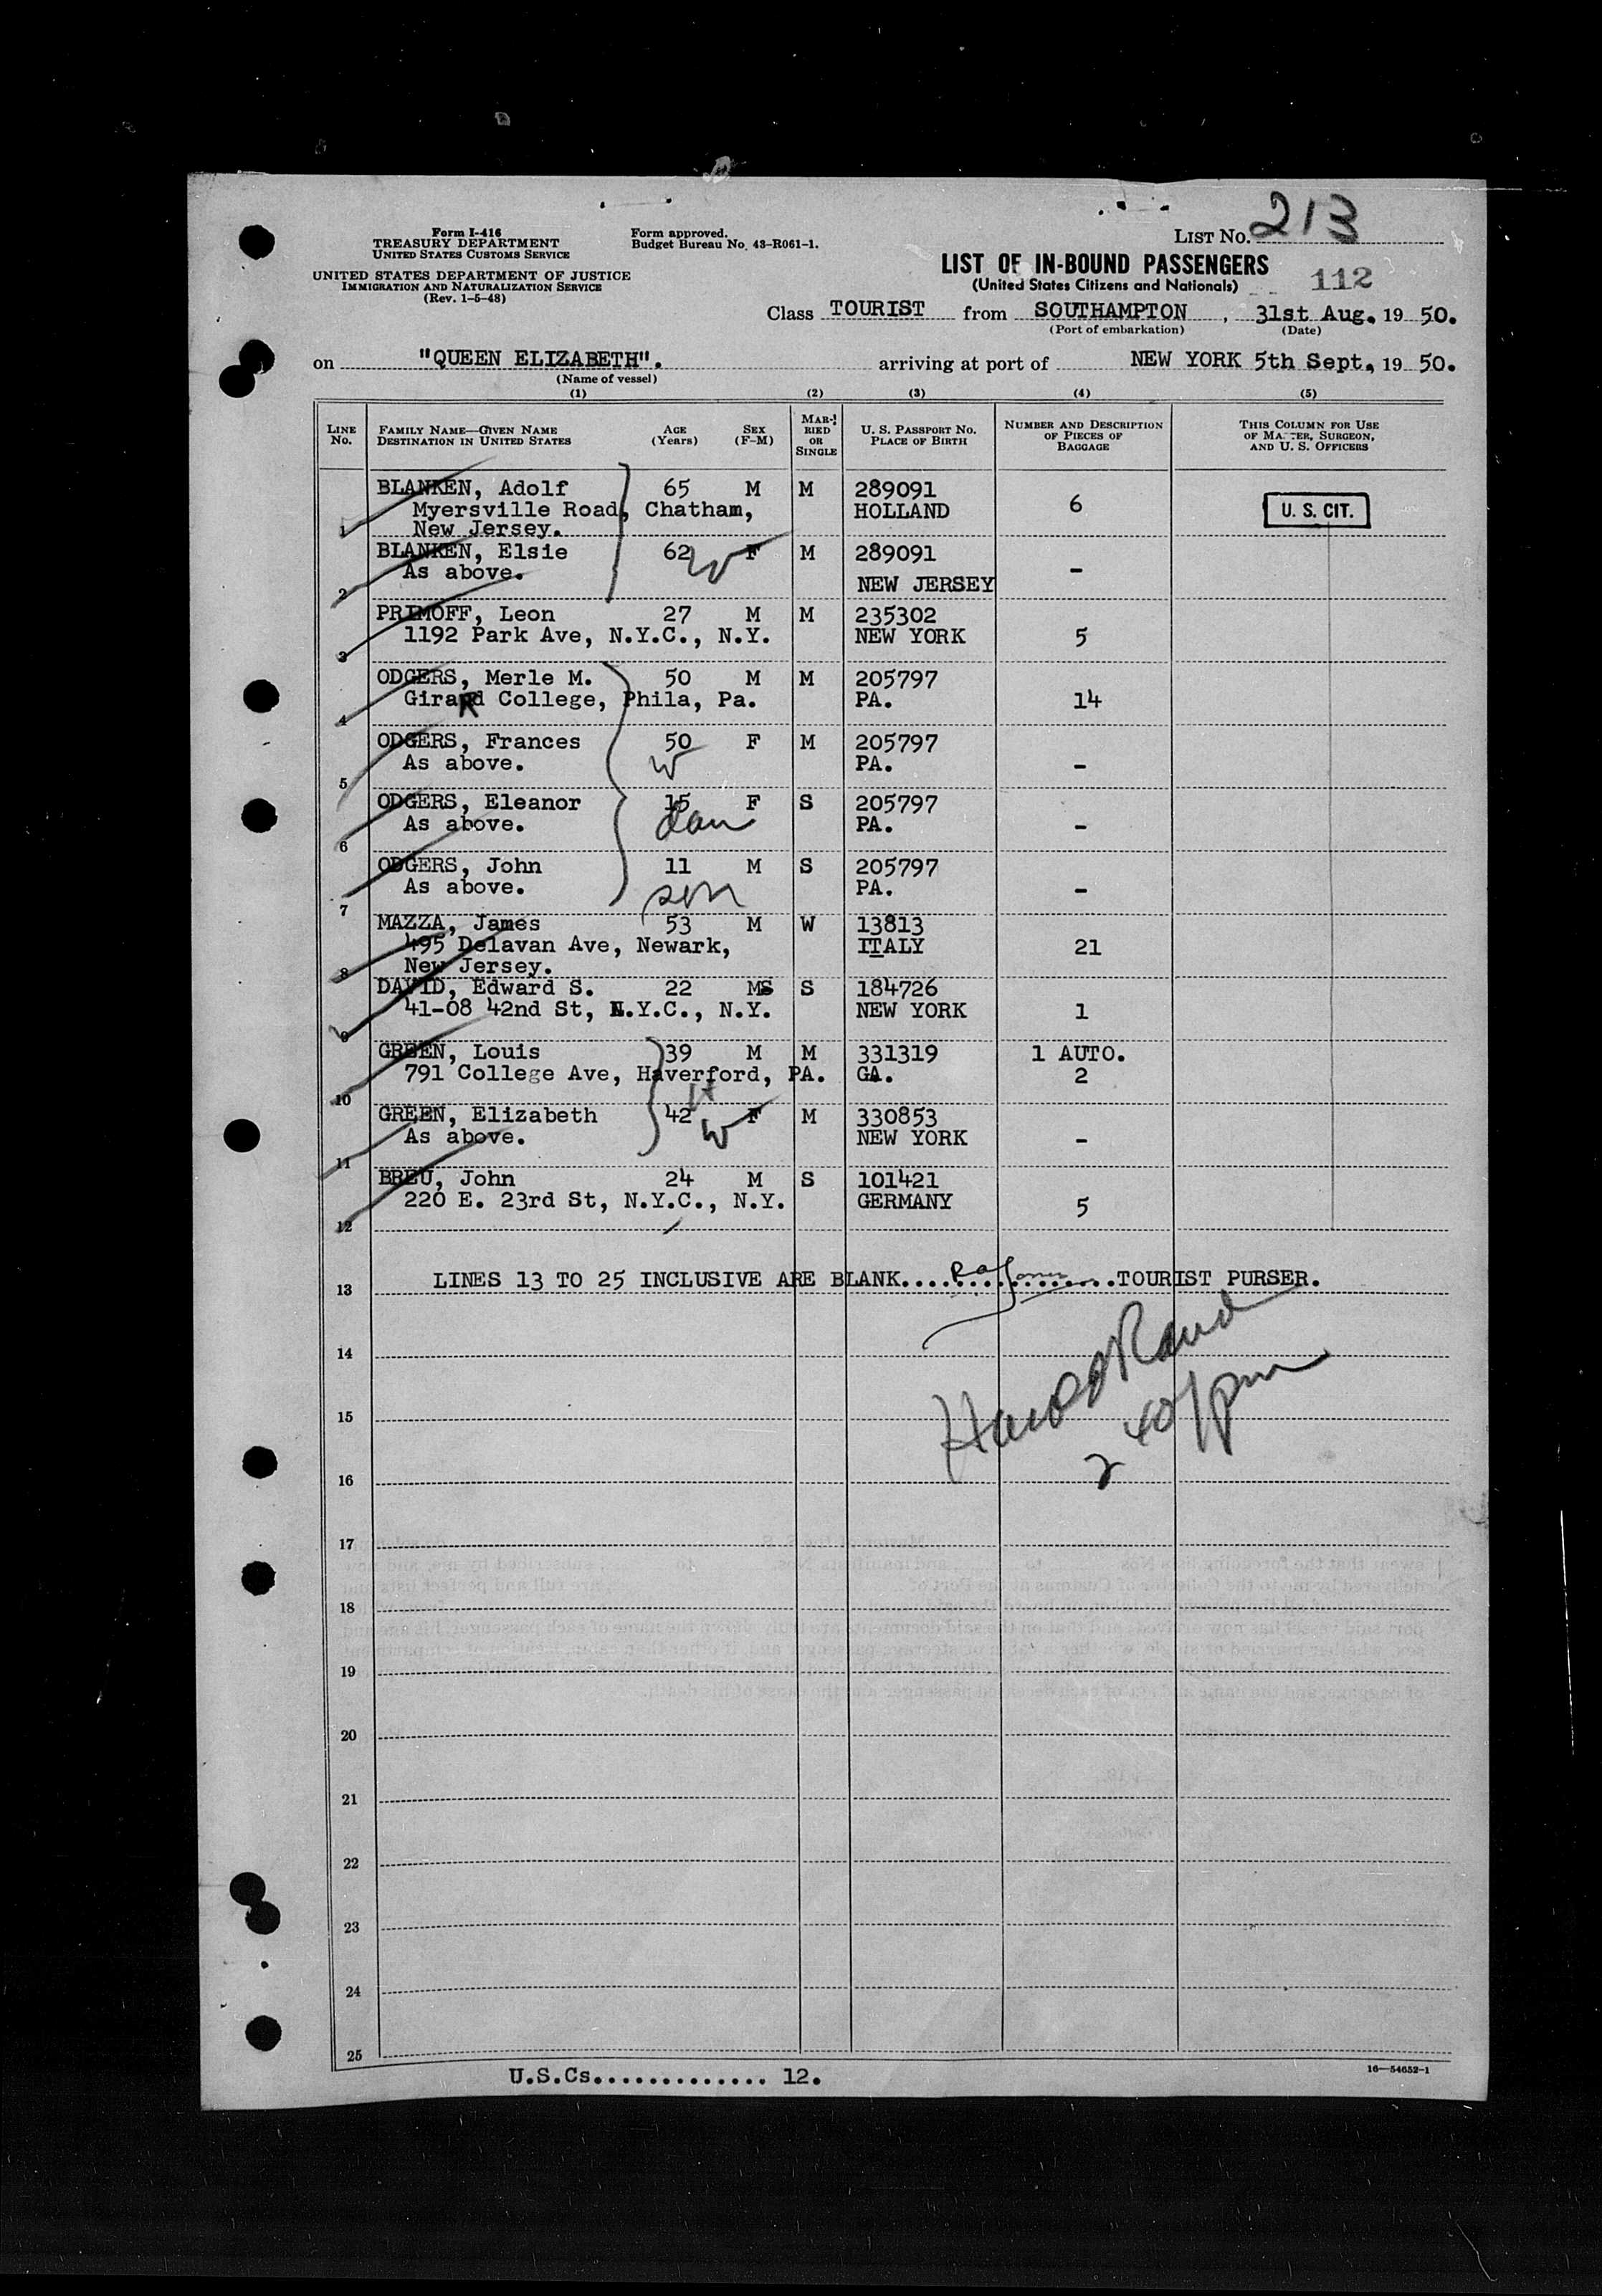 LIST NO. 213
Form I-416
TREASURY DEPARTMENT
UNITED STATES CUSTOMS SERVICE
Form approved.
Budget Bureau No. 43-R061-1.
UNITED STATES DEPARTMENT OF JUSTICE
IMMIGRATION AND NATURALIZATION SERVICE
(Rev. 1-5-48)
LIST OF IN-BOUND PASSENGERS
(United States Citizens and Nationals)
112
Class TOURIST from SOUTHAMPTON , 31st Aug. 19 50.
(Port of embarkation) (Date)
on "QUEEN ELIZABETH". arriving at port of NEW YORK 5th Sept, 19 50.
(Name of vessel)
(1) (2) (3) (4) (5)
LINE NO. FAMILY NAME—GIVEN NAME DESTINATION IN UNITED STATES AGE (Years) SEX (F-M) MARRIED OR SINGLE U. S. PASSPORT NO. PLACE OF BIRTH NUMBER AND DESCRIPTION OF PIECES OF BAGGAGE THIS COLUMN FOR USE OF MASTER, SURGEON, AND U. S. OFFICERS
BLANKEN, Adolf 65 M M 289091
Myersville Road, Chatham, HOLLAND 6 U. S. CIT.
1 New Jersey.
BLANKEN, Elsie 62 W F M 289091
As above. NEW JERSEY -
2
PRIMOFF, Leon 27 M M 235302
1192 Park Ave, N.Y.C., N.Y. NEW YORK 5
3
ODGERS, Merle M. 50 M M 205797
Girard College, Phila, Pa. PA. 14
4
ODGERS, Frances 50 F M 205797
As above. W PA. -
5
ODGERS, Eleanor 15 F S 205797
As above. dau PA. -
6
ODGERS, John 11 M S 205797
As above. son PA. -
7
MAZZA, James 53 M W 13813
495 Delavan Ave, Newark, ITALY 21
8 New Jersey.
DAVID, Edward S. 22 MS S 184726
41-08 42nd St, N.Y.C., N.Y. NEW YORK 1
9
GREEN, Louis 39 M M 331319 1 AUTO.
791 College Ave, Haverford, PA. GA. 2
10 H
GREEN, Elizabeth 42 W F M 330853
As above. NEW YORK -
11
BREU, John 24 M S 101421
220 E. 23rd St, N.Y.C., N.Y. GERMANY 5
12
13 LINES 13 TO 25 INCLUSIVE ARE BLANK................TOURIST PURSER.
14
Harold Rand
15
2 40/pm
16
17
18
19
20
21
22
23
24
25
U.S.Cs............. 12.
16—54652-1